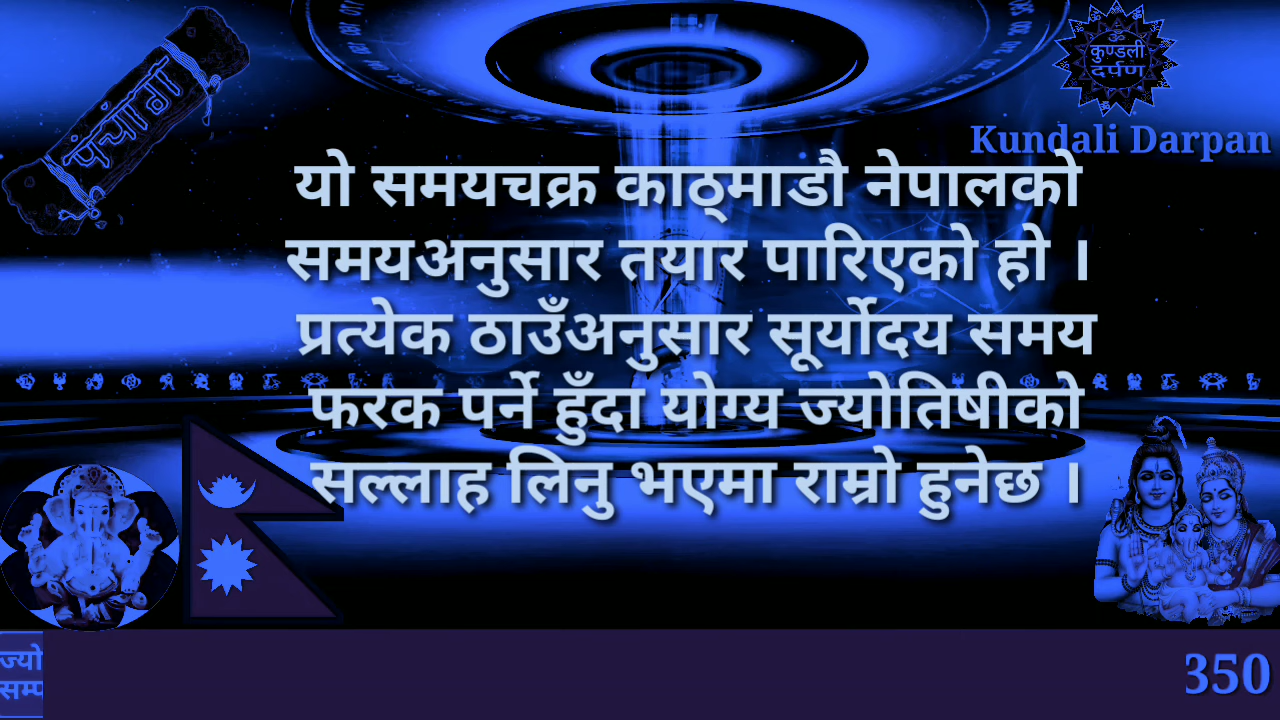 पंचांग
ॐ
कुण्डली
दर्पण
Kundali Darpan
यो समयचक्र काठ्माडौ नेपालको
समयअनुसार तयार पारिएको हो ।
प्रत्येक ठाउँअनुसार सूर्योदय समय
फरक पर्ने हुँदा योग्य ज्योतिषीको
सल्लाह लिनु भएमा राम्रो हुनेछ ।
ज्यो
सम्प
350